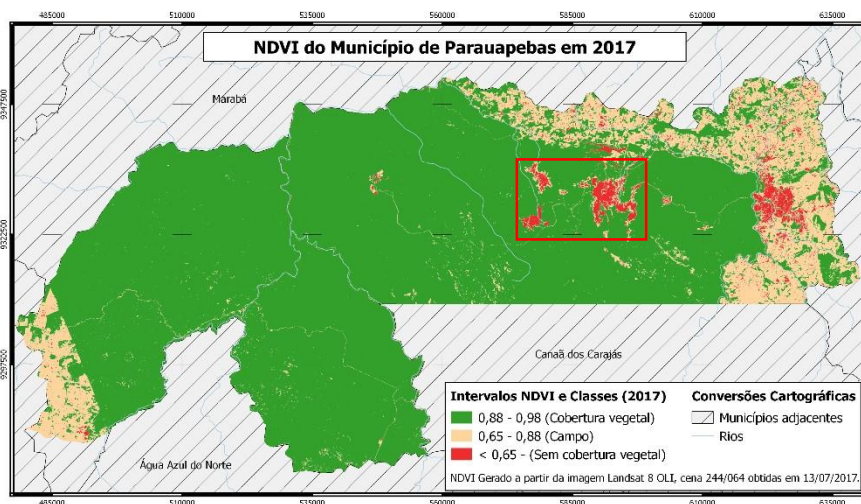 485000 510000 535000 560000 585000 610000 635000
NDVI do Município de Parauapebas em 2017
9347500
9347500
Marabá
9322500
9322500
9297500
9297500
Canaã dos Carajás
Água Azul do Norte
Intervalos NDVI e Classes (2017)
0,88 - 0,98 (Cobertura vegetal)
0,65 - 0,88 (Campo)
< 0,65 - (Sem cobertura vegetal)
Conversões Cartográficas
Municípios adjacentes
Rios
NDVI Gerado a partir da imagem Landsat 8 OLI, cena 244/064 obtidas em 13/07/2017
485000 510000 535000 560000 585000 610000 635000